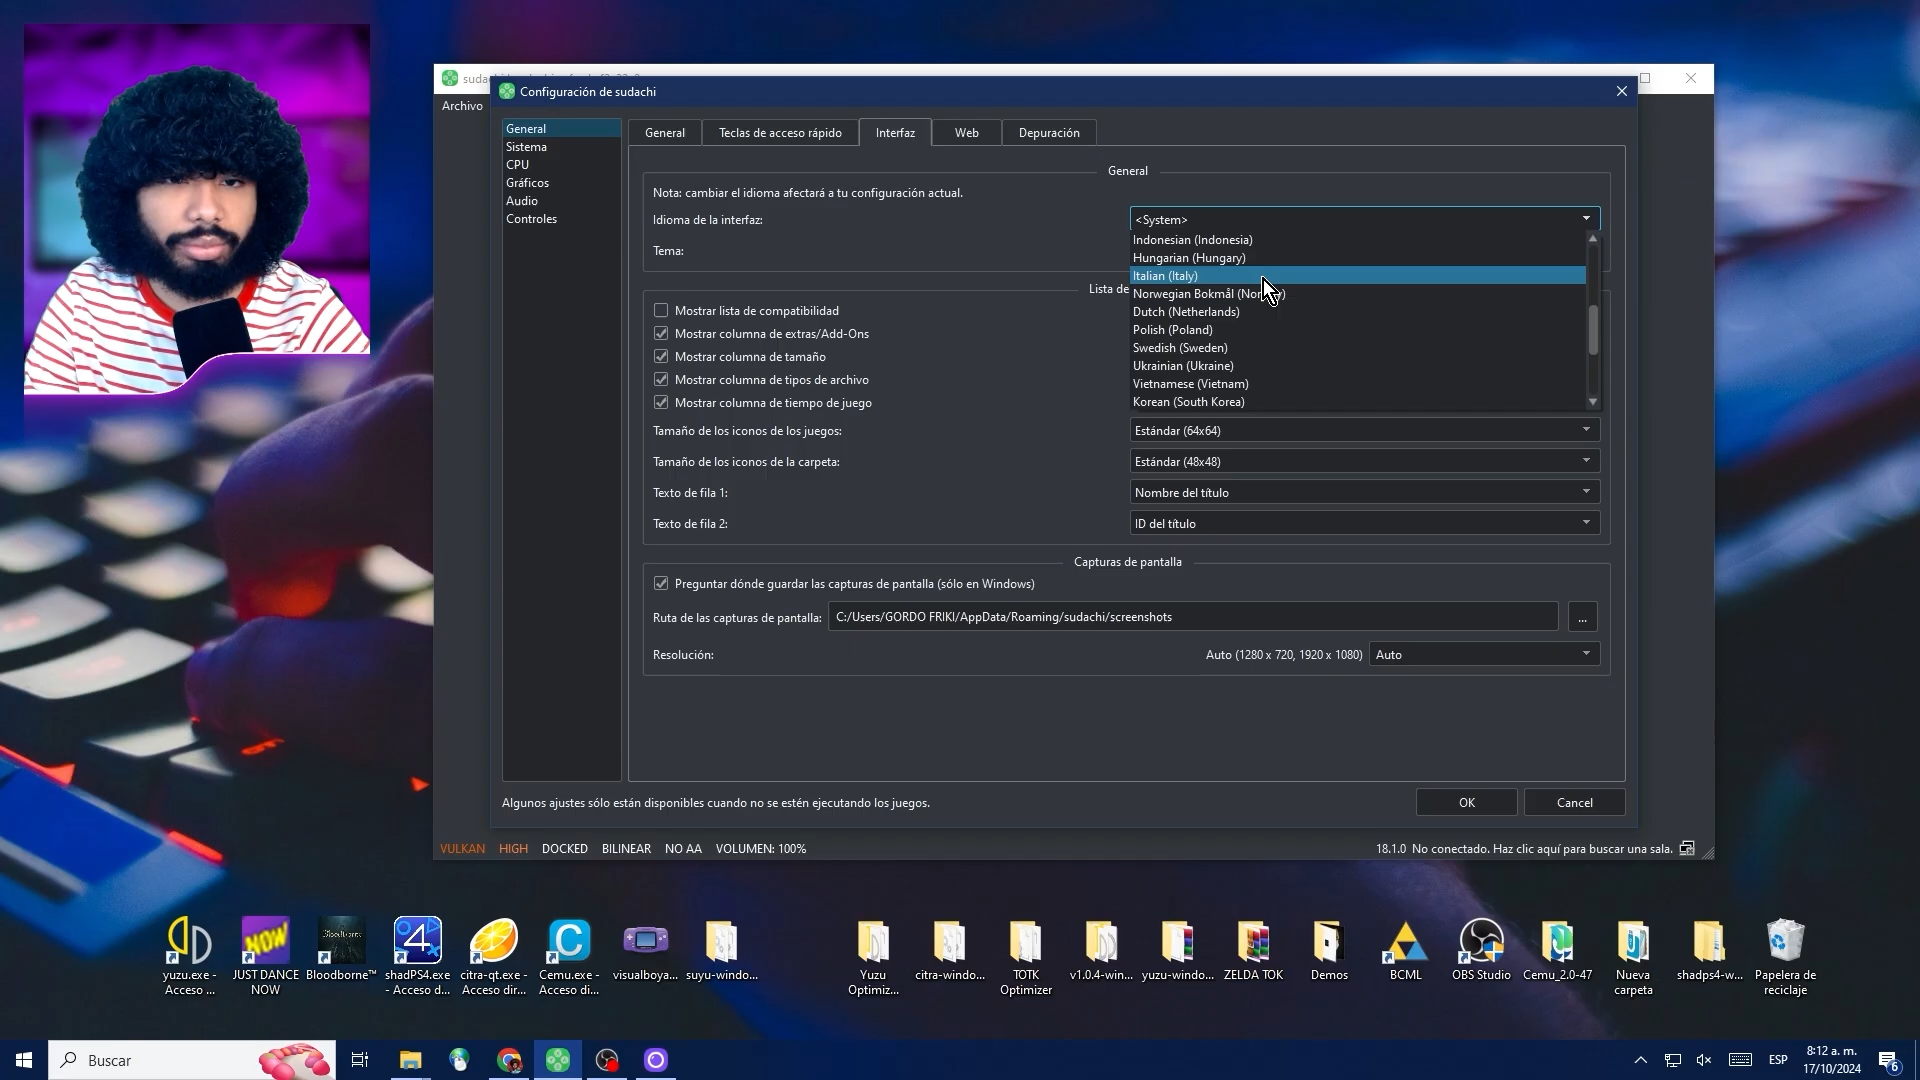 Configuración de sudachi
Archivo
General
Sistema
CPU
Gráficos
Audio
Controles
General
Teclas de acceso rápido
Interfaz
Web
Depuración
General
Nota: cambiar el idioma afectará a tu configuración actual.
Idioma de la interfaz:
<System>
Tema:
Indonesian (Indonesia)
Hungarian (Hungary)
Italian (Italy)
Norwegian Bokmål
Dutch (Netherlands)
Polish (Poland)
Swedish (Sweden)
Ukrainian (Ukraine)
Vietnamese (Vietnam)
Korean (South Korea)
Lista de
Mostrar lista de compatibilidad
Mostrar columna de extras/Add-Ons
Mostrar columna de tamaño
Mostrar columna de tipos de archivo
Mostrar columna de tiempo de juego
Tamaño de los iconos de los juegos:
Estándar (64x64)
Tamaño de los iconos de la carpeta:
Estándar (48x48)
Texto de fila 1:
Nombre del título
Texto de fila 2:
ID del título
Capturas de pantalla
Preguntar dónde guardar las capturas de pantalla (sólo en Windows)
Ruta de las capturas de pantalla:
C:/Users/GORDO FRIKI/AppData/Roaming/sudachi/screenshots
...
Resolución:
Auto (1280 x 720, 1920 x 1080)
Auto
Algunos ajustes sólo están disponibles cuando no se estén ejecutando los juegos.
OK
Cancel
VULKAN HIGH DOCKED BILINEAR NO AA VOLUMEN: 100%
18.1.0 No conectado. Haz clic aquí para buscar una sala.
yuzu.exe -
Acceso ...
JUST DANCE
NOW
Bloodborne™
shadPS4.exe
- Acceso d...
citra-qt.exe -
Acceso dir...
Cemu.exe -
Acceso di...
visualboya...
suyu-windo...
Yuzu
Optimiz...
citra-windo...
TOTK
Optimizer
v1.0.4-win...
yuzu-windo...
ZELDA TOK
Demos
BCML
OBS Studio
Cemu_2.0-47
Nueva
carpeta
shadps4-w...
Papelera de
reciclaje
Buscar
ESP
8:12 a. m.
17/10/2024
6